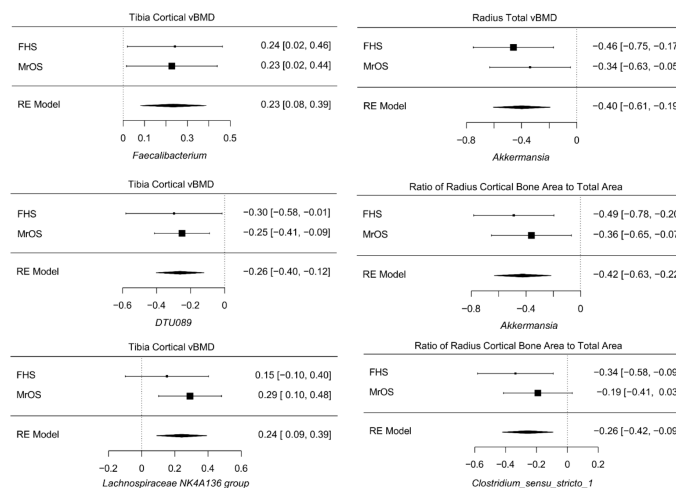 Tibia Cortical vBMD
FHS 0.24 [0.02, 0.46]
MrOS 0.23 [0.02, 0.44]
RE Model 0.23 [0.08, 0.39]
0 0.1 0.3 0.5
Faecalibacterium
Radius Total vBMD
FHS −0.46 [−0.75, −0.17
MrOS −0.34 [−0.63, −0.05
RE Model −0.40 [−0.61, −0.19
−0.8 −0.4 0
Akkermansia
Tibia Cortical vBMD
FHS −0.30 [−0.58, −0.01]
MrOS −0.25 [−0.41, −0.09]
RE Model −0.26 [−0.40, −0.12]
−0.6 −0.4 −0.2 0
DTU089
Ratio of Radius Cortical Bone Area to Total Area
FHS −0.49 [−0.78, −0.20
MrOS −0.36 [−0.65, −0.07
RE Model −0.42 [−0.63, −0.22
−0.8 −0.4 0
Akkermansia
Tibia Cortical vBMD
FHS 0.15 [−0.10, 0.40]
MrOS 0.29 [ 0.10, 0.48]
RE Model 0.24 [ 0.09, 0.39]
−0.2 0 0.2 0.4 0.6
Lachnospiraceae NK4A136 group
Ratio of Radius Cortical Bone Area to Total Area
FHS −0.34 [−0.58, −0.09
MrOS −0.19 [−0.41, 0.03
RE Model −0.26 [−0.42, −0.09
−0.6 −0.4 −0.2 0 0.2
Clostridium_sensu_stricto_1